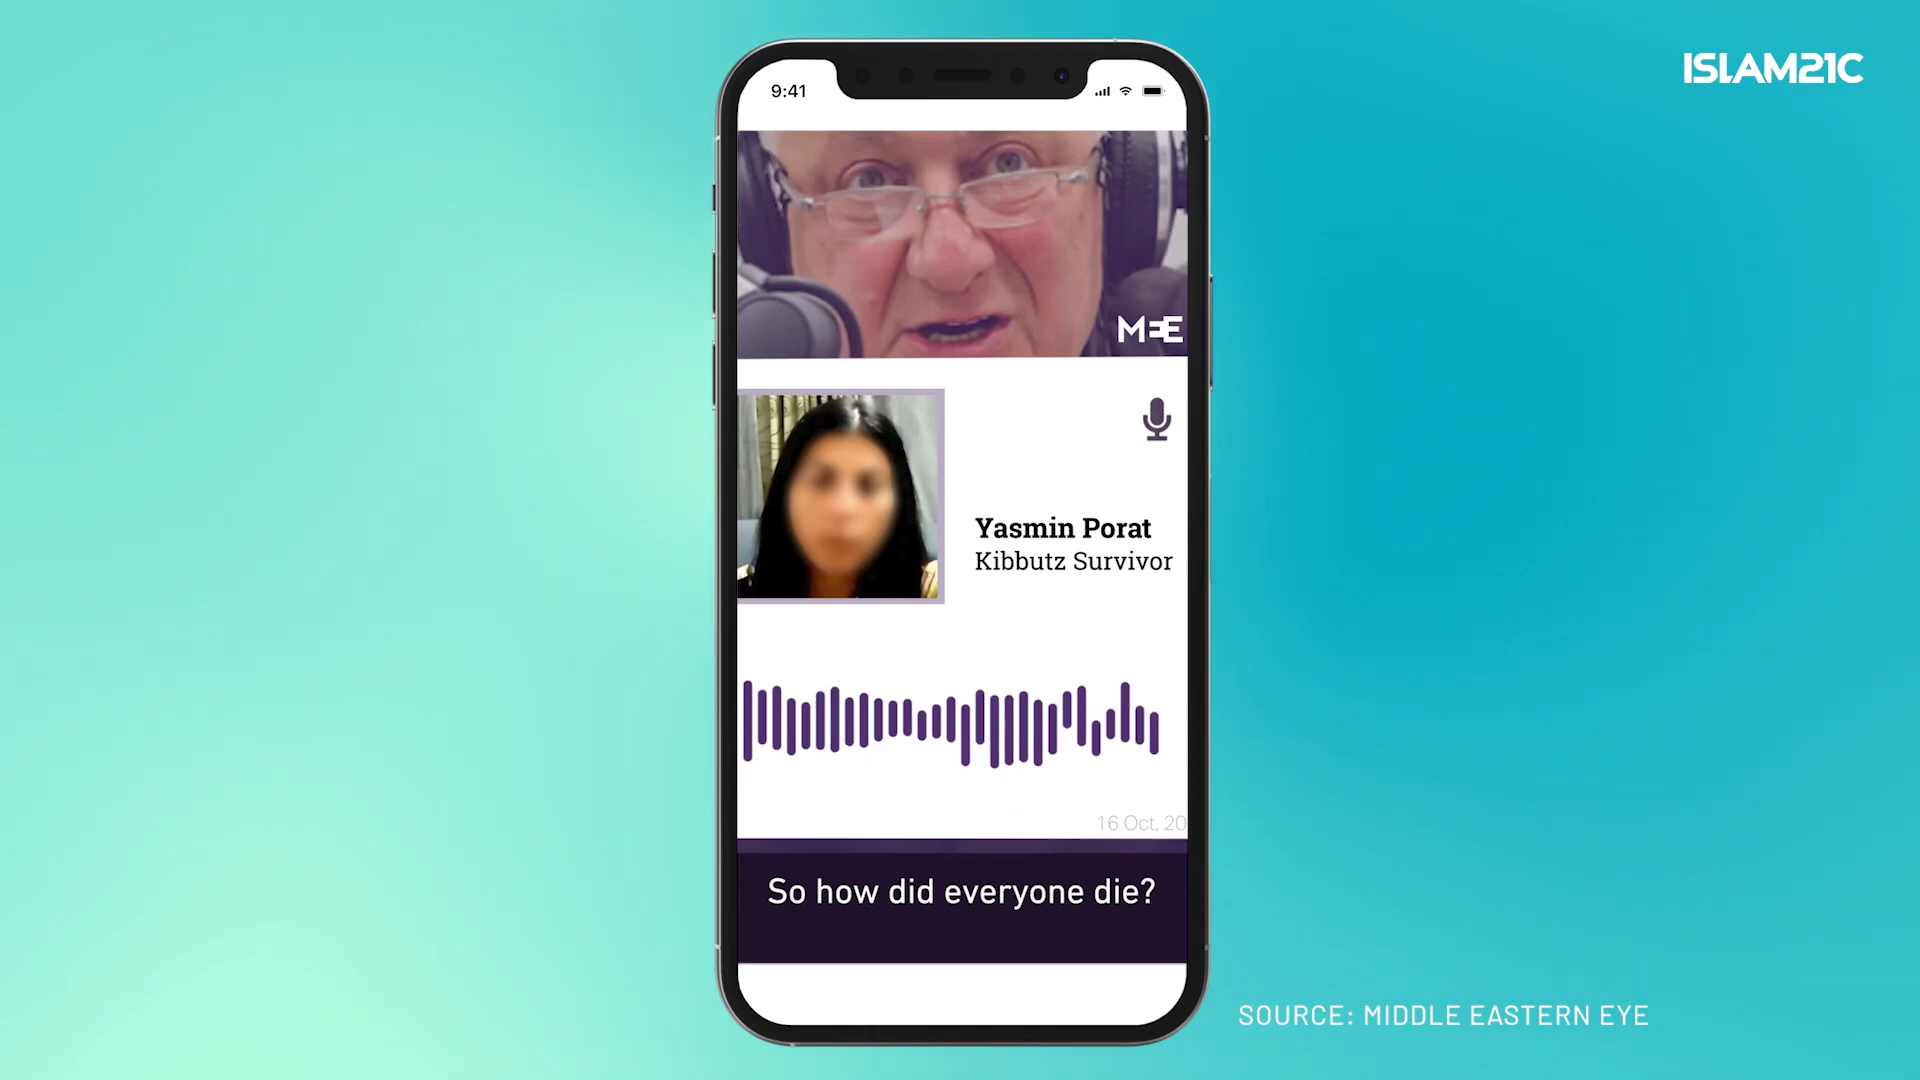 ISLAM21C
9:41
MEE
Yasmin Porat
Kibbutz Survivor
16 Oct, 20
So how did everyone die?
SOURCE: MIDDLE EASTERN EYE